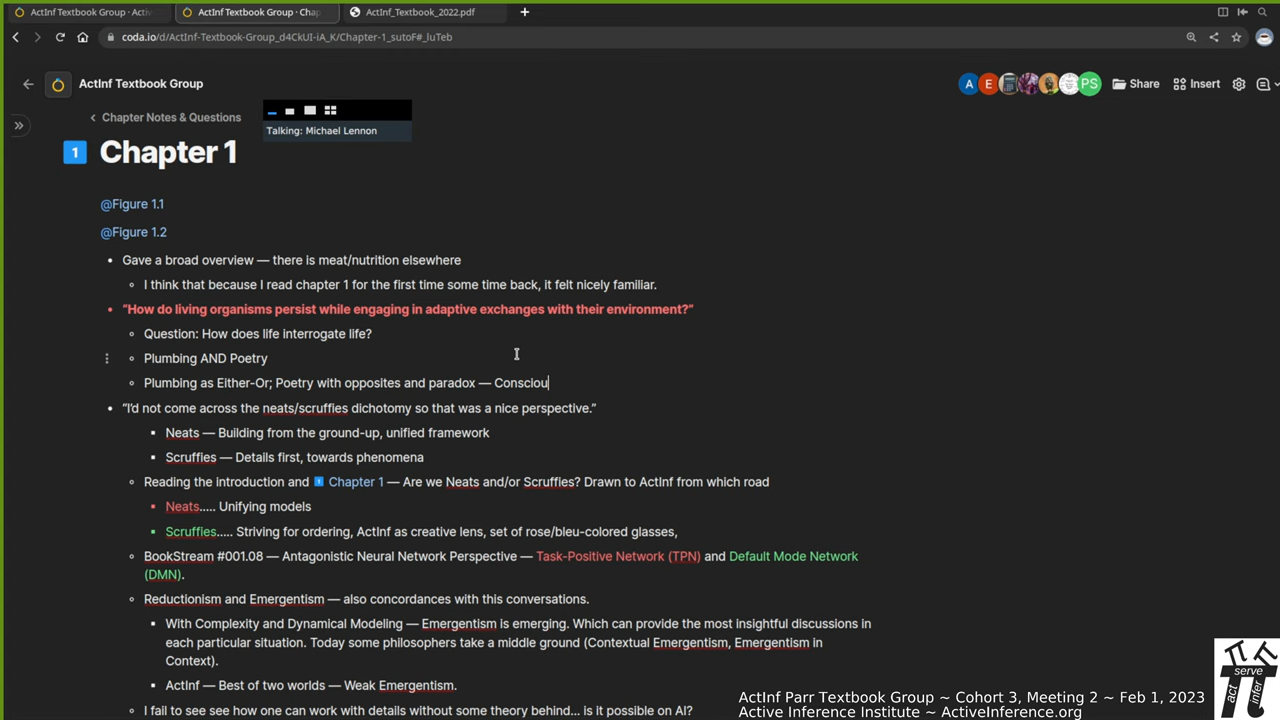 ActInf Textbook Group · Activ
ActInf Textbook Group · Chap
ActInf_Textbook_2022.pdf
coda.io/d/ActInf-Textbook-Group_d4CkUI-iA_K/Chapter-1_sutoF#_luTeb
ActInf Textbook Group
A E PS Share Insert
Chapter Notes & Questions
Talking: Michael Lennon
1 Chapter 1
@Figure 1.1
@Figure 1.2
Gave a broad overview — there is meat/nutrition elsewhere
I think that because I read chapter 1 for the first time some time back, it felt nicely familiar.
“How do living organisms persist while engaging in adaptive exchanges with their environment?”
Question: How does life interrogate life?
Plumbing AND Poetry
Plumbing as Either-Or; Poetry with opposites and paradox — Consciou
“I’d not come across the neats/scruffles dichotomy so that was a nice perspective.”
Neats — Building from the ground-up, unified framework
Scruffles — Details first, towards phenomena
Reading the introduction and 1 Chapter 1 — Are we Neats and/or Scruffies? Drawn to ActInf from which road
Neats..... Unifying models
Scruffies..... Striving for ordering, ActInf as creative lens, set of rose/bleu-colored glasses,
BookStream #001.08 — Antagonistic Neural Network Perspective — Task-Positive Network (TPN) and Default Mode Network
(DMN).
Reductionism and Emergentism — also concordances with this conversations.
With Complexity and Dynamical Modeling — Emergentism is emerging. Which can provide the most insightful discussions in
each particular situation. Today some philosophers take a middle ground (Contextual Emergentism, Emergentism in
Context).
ActInf — Best of two worlds — Weak Emergentism.
I fail to see see how one can work with details without some theory behind... is it possible on AI?
act serve infer
ActInf Parr Textbook Group ~ Cohort 3, Meeting 2 ~ Feb 1, 2023
Active Inference Institute ~ ActiveInference.org